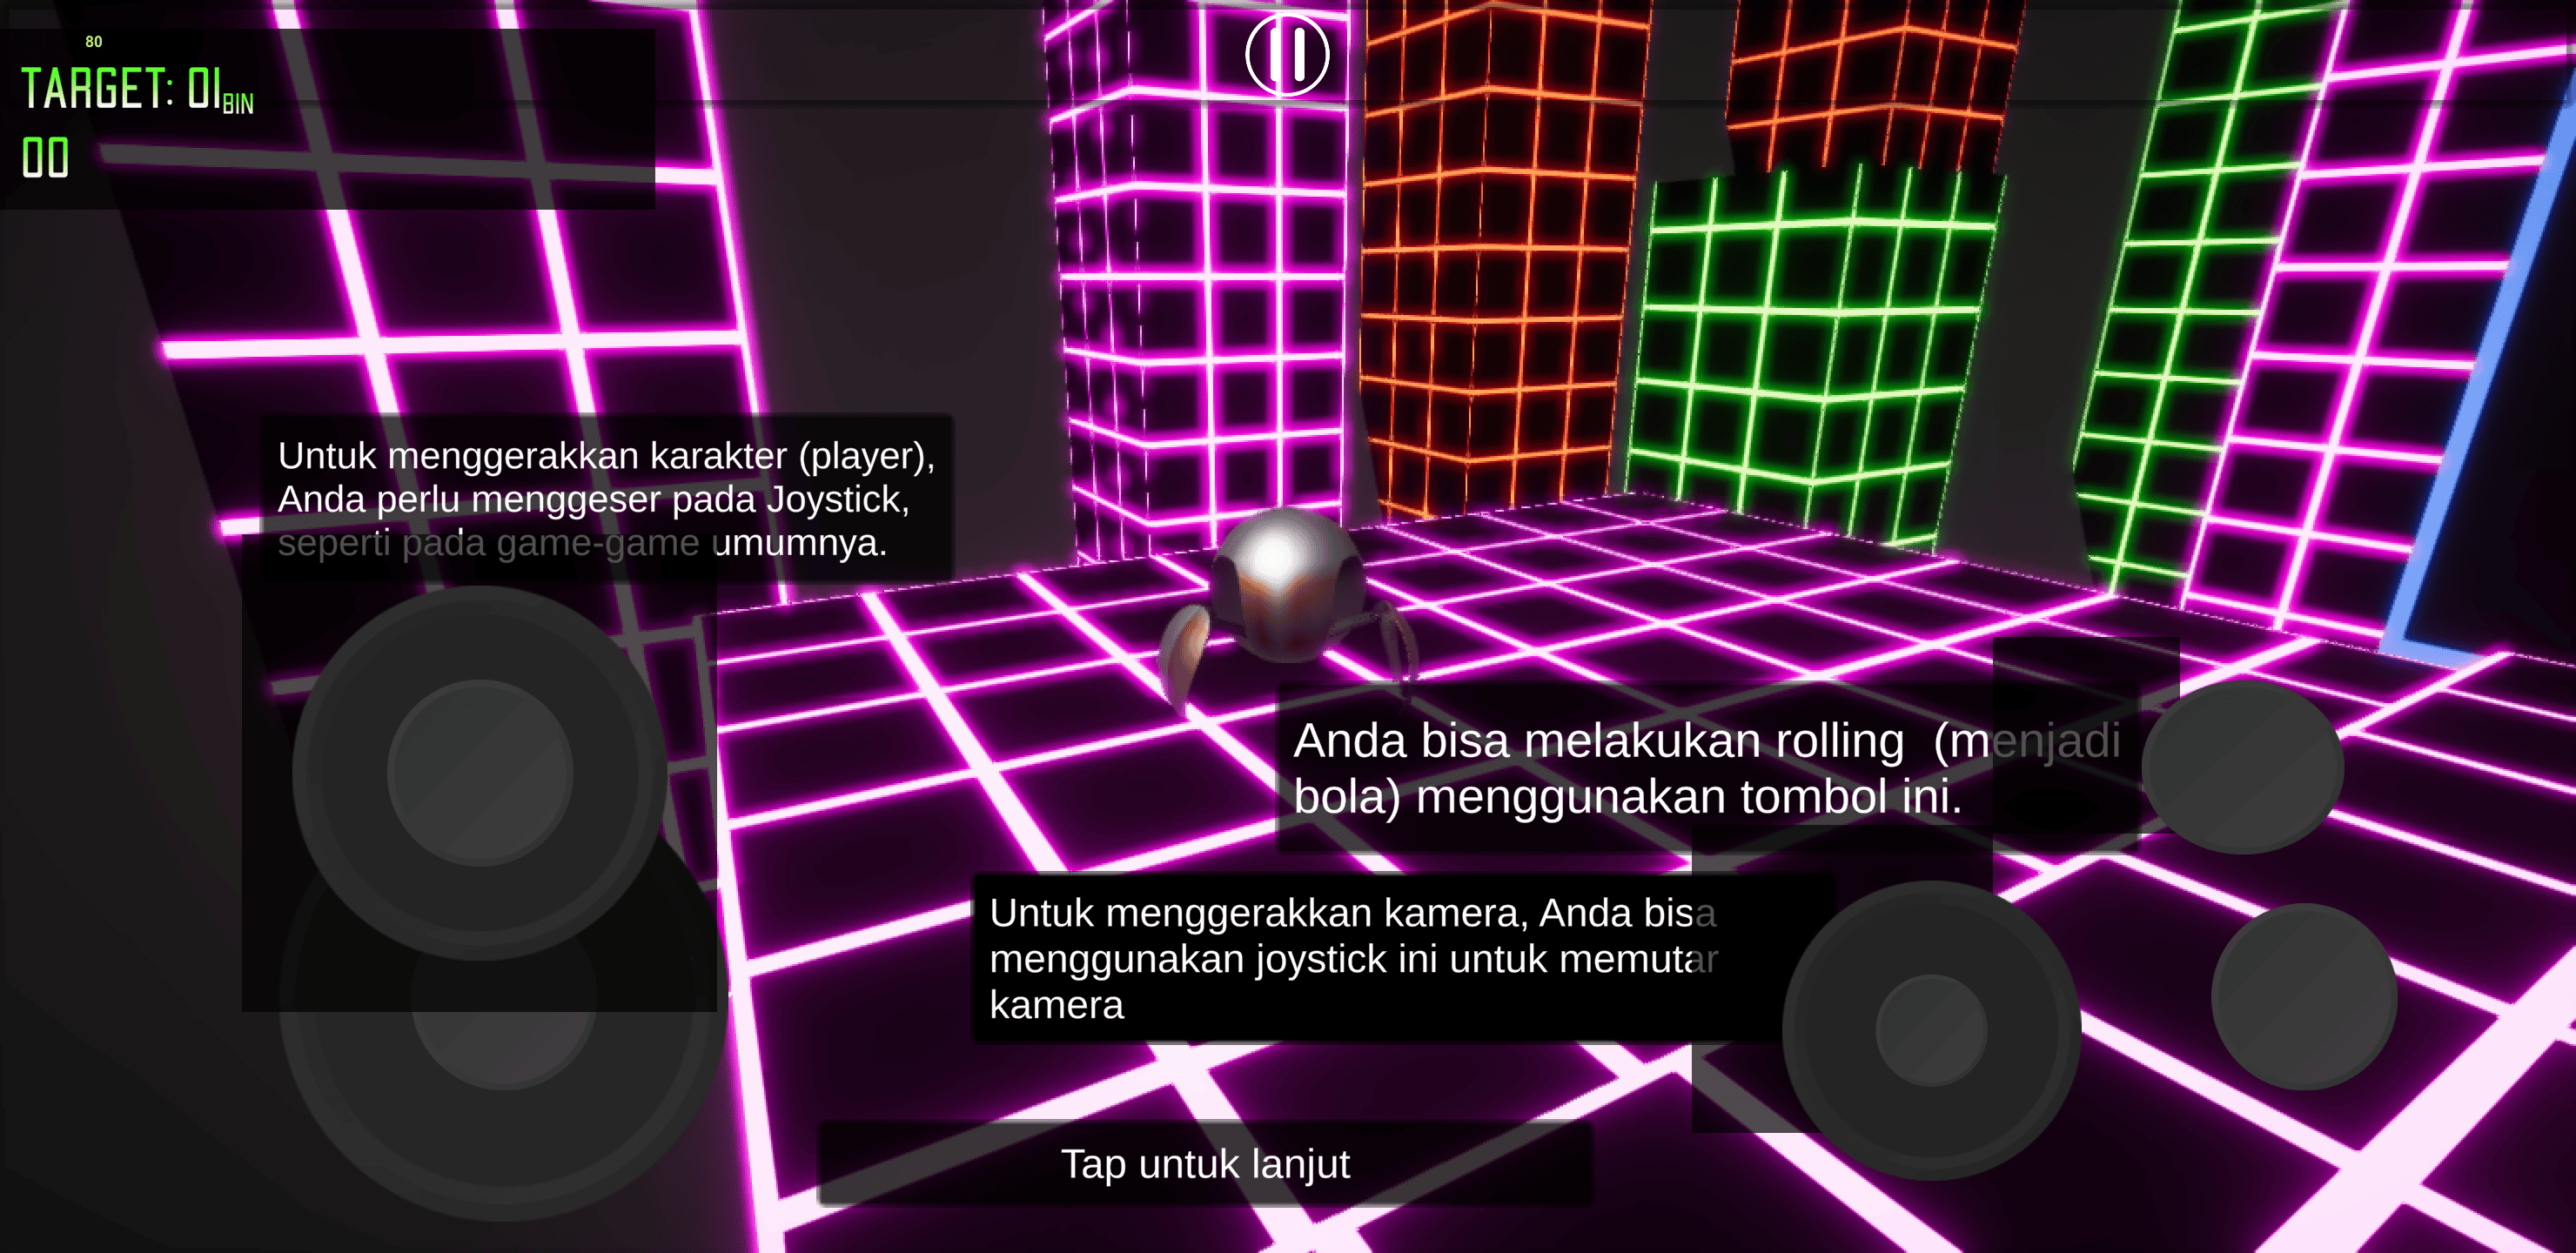 80
TARGET: 01BIN
00
Untuk menggerakkan karakter (player),
Anda perlu menggeser pada Joystick,
seperti pada game-game umumnya.
Anda bisa melakukan rolling  (menjadi
bola) menggunakan tombol ini.
Untuk menggerakkan kamera, Anda bisa
menggunakan joystick ini untuk memutar
kamera
Tap untuk lanjut